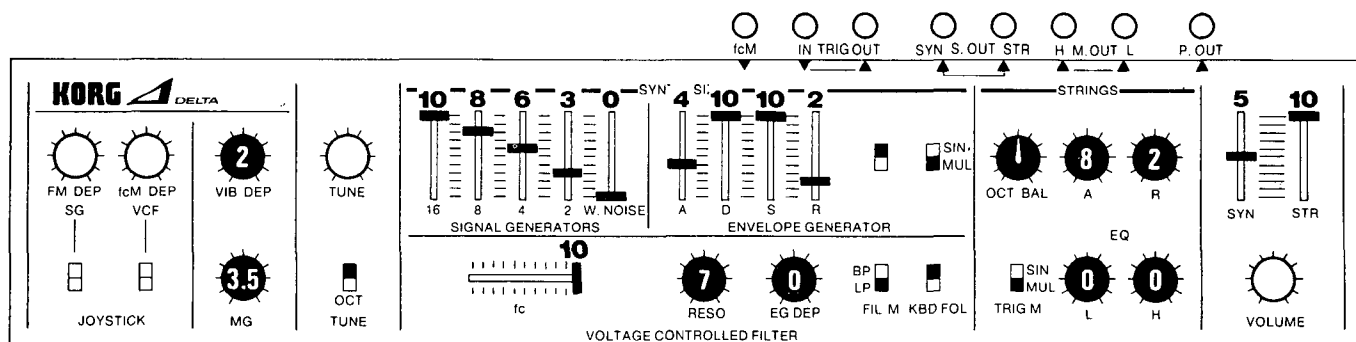 fcM IN TRIG OUT SYN S. OUT STR H M. OUT L P. OUT
KORG DELTA
STRINGS
10 8 6 3 0 4 10 10 2 5 10
SIN
MUL
2
8 2
FM DEP fcM DEP VIB DEP TUNE
16 8 4 2 W. NOISE A D S R
OCT BAL A R
SYN STR
SG VCF
SIGNAL GENERATORS ENVELOPE GENERATOR
EQ
10
3.5
7 0
BP
LP
SIN
MUL
0 0
OCT
fc RESO EG DEP FIL M KBD FOL TRIG M L H
JOYSTICK MG TUNE
VOLTAGE CONTROLLED FILTER
VOLUME